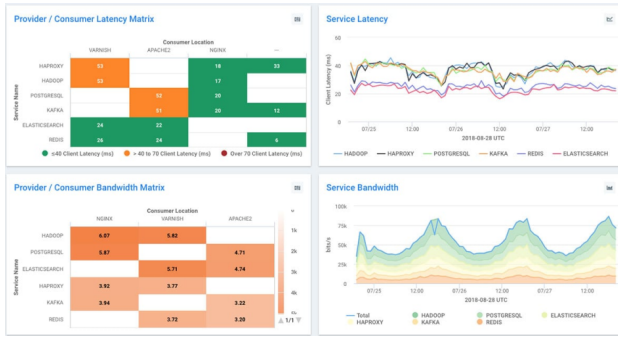 Provider / Consumer Latency Matrix
Consumer Location
VARNISH APACHE2 NGINX --
Service Name
HAPROXY 53 18 33
HADOOP 53 17
POSTGRESQL 52 20
KAFKA 51 20 12
ELASTICSEARCH 24 22
REDIS 26 24 6
≤40 Client Latency (ms) > 40 to 70 Client Latency (ms) Over 70 Client Latency (ms)
Service Latency
Client Latency (ms)
60
40
20
0
07/25 12:00 07/26 12:00 07/27 12:00
2018-08-28 UTC
HADOOP HAPROXY POSTGRESQL KAFKA REDIS ELASTICSEARCH
Provider / Consumer Bandwidth Matrix
Consumer Location
NGINX VARNISH APACHE2
Service Name
HADOOP 6.07 5.82
POSTGRESQL 5.87 4.71
ELASTICSEARCH 5.71 4.74
HAPROXY 3.92 3.77
KAFKA 3.94 3.22
REDIS 3.72 3.20
1k
2k
3k
4k
1/1
Service Bandwidth
bits/s
100k
75k
50k
25k
0
07/25 12:00 07/26 12:00 07/27 12:00
2018-08-28 UTC
Total HADOOP POSTGRESQL ELASTICSEARCH
HAPROXY KAFKA REDIS